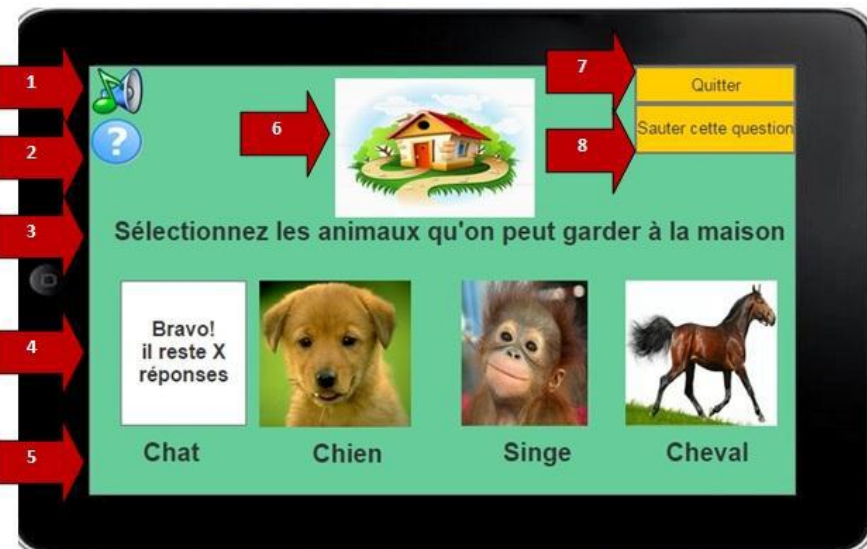 1
2
3
4
5
6
7
8
?
Quitter
Sauter cette question
Sélectionnez les animaux qu'on peut garder à la maison
Bravo!
il reste X
réponses
Chat
Chien
Singe
Cheval